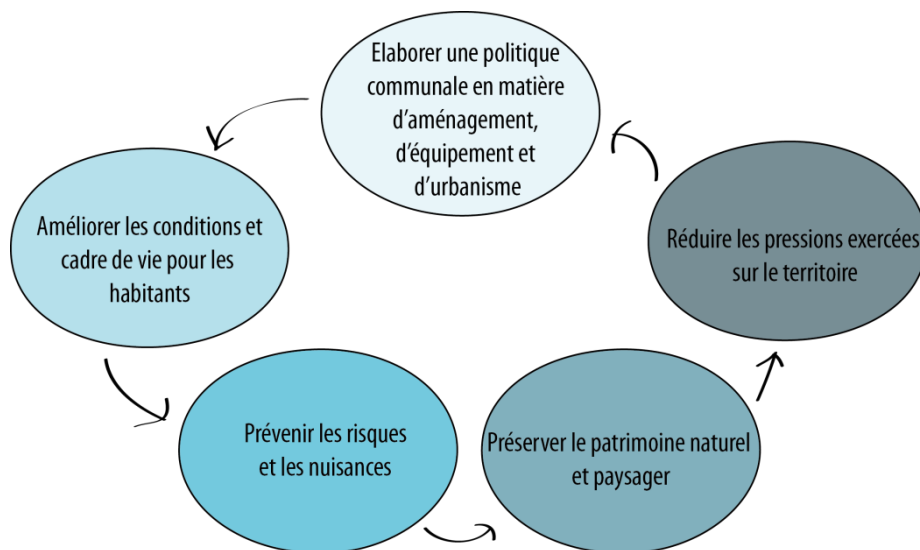 Elaborer une politique
communale en matière
d'aménagement,
d'équipement et
d'urbanisme
Améliorer les conditions et
cadre de vie pour les
habitants
Prévenir les risques
et les nuisances
Préserver le patrimoine naturel
et paysager
Réduire les pressions exercées
sur le territoire